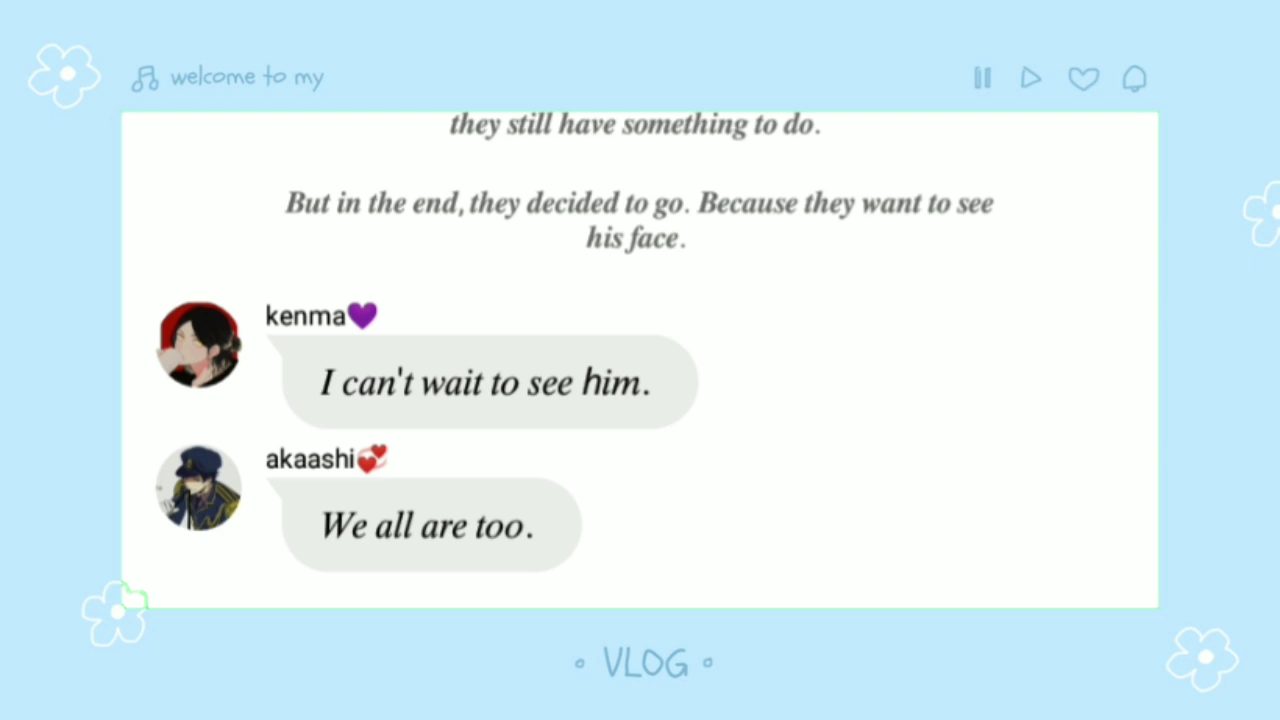 welcome to my
they still have something to do.
But in the end, they decided to go. Because they want to see
his face.
kenma💜
I can't wait to see him.
akaashi💞
We all are too.
• VLOG •